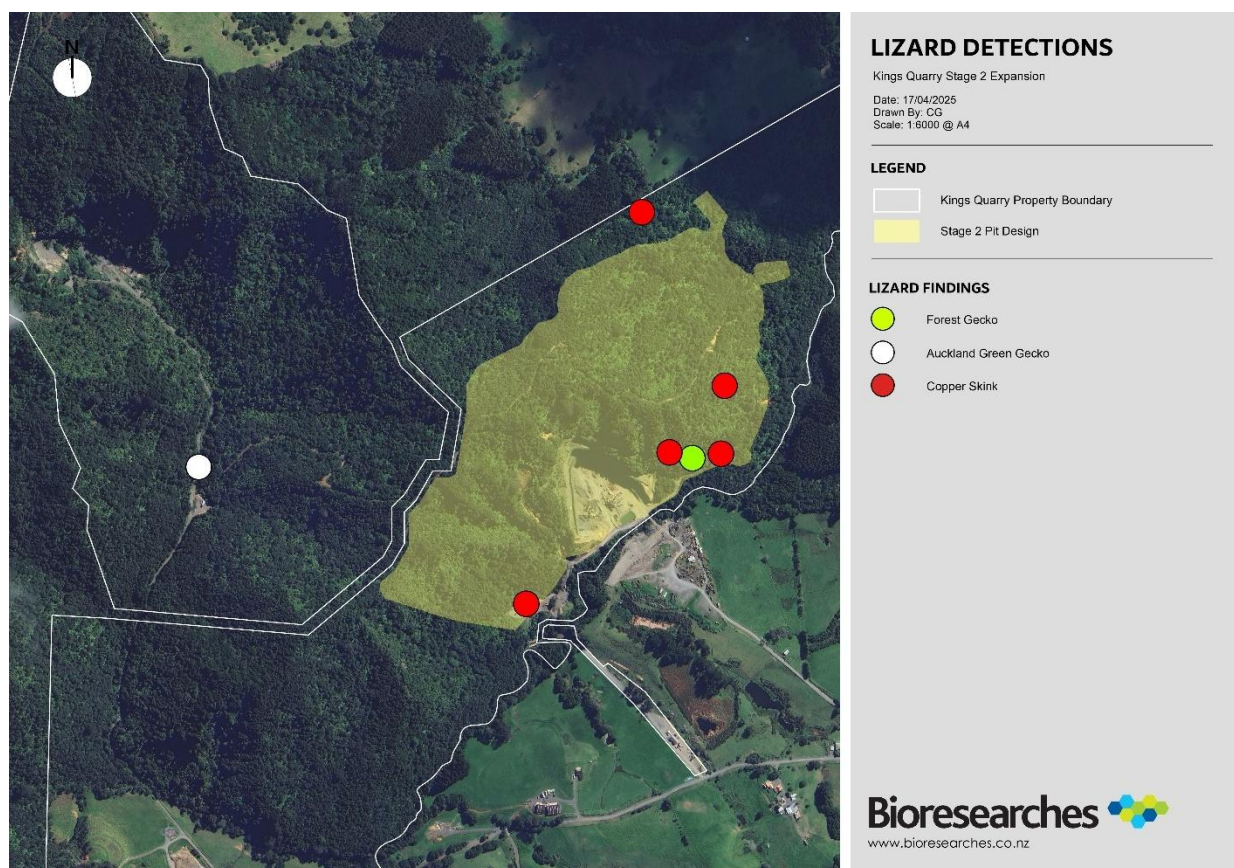 N
LIZARD DETECTIONS
Kings Quarry Stage 2 Expansion
Date: 17/04/2025
Drawn By: CG
Scale: 1:6000 @ A4
LEGEND
Kings Quarry Property Boundary
Stage 2 Pit Design
LIZARD FINDINGS
Forest Gecko
Auckland Green Gecko
Copper Skink
Bioresearches
www.bioresearches.co.nz